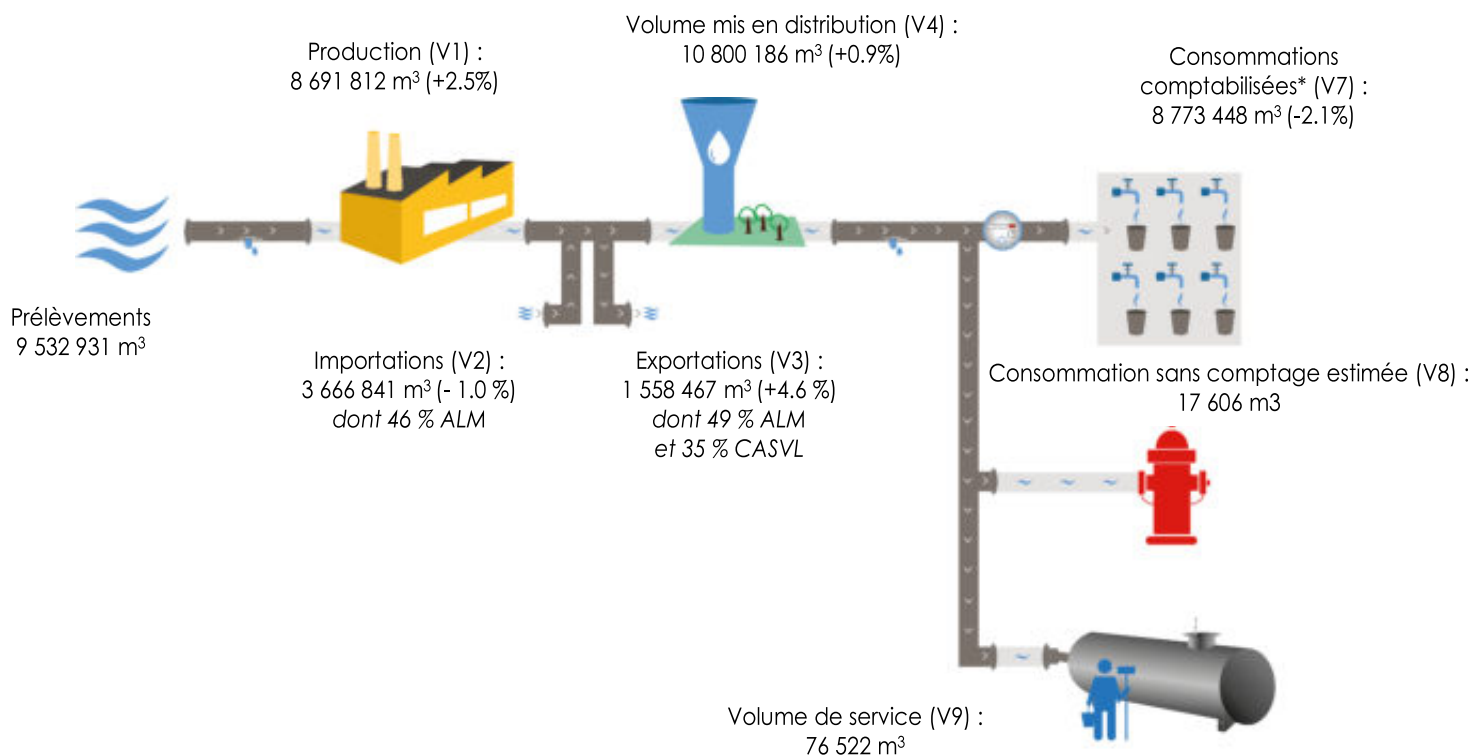 Volume mis en distribution (V4) :
10 800 186 m³ (+0.9%)
Production (V1) :
8 691 812 m³ (+2.5%)
Consommations
comptabilisées* (V7) :
8 773 448 m³ (-2.1%)
Prélèvements
9 532 931 m³
Importations (V2) :
3 666 841 m³ (- 1.0 %)
dont 46 % ALM
Exportations (V3) :
1 558 467 m³ (+4.6 %)
dont 49 % ALM
et 35 % CASVL
Consommation sans comptage estimée (V8) :
17 606 m3
Volume de service (V9) :
76 522 m³